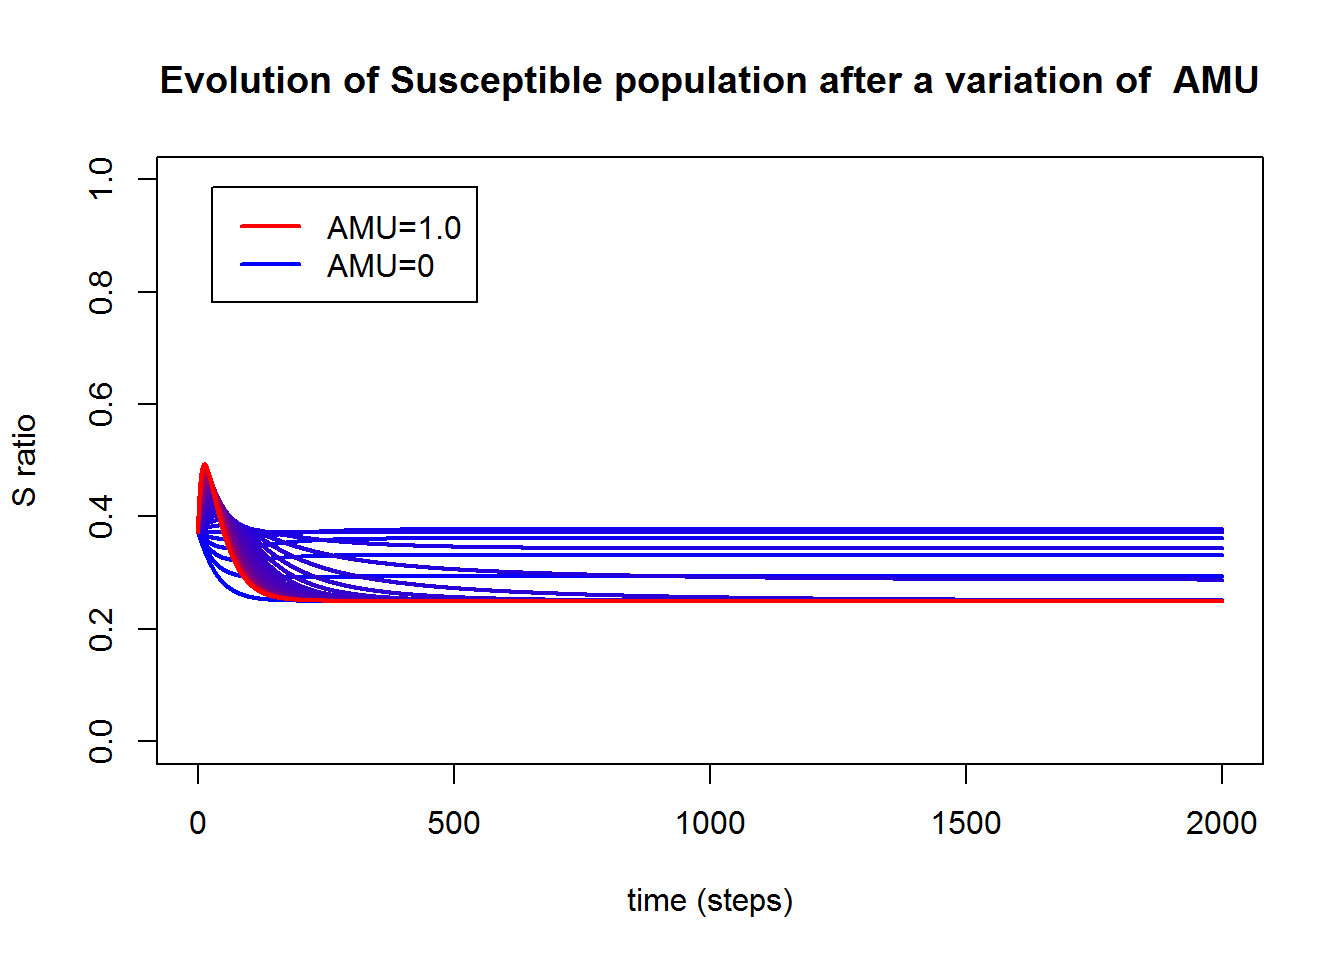 Evolution of Susceptible population after a variation of  AMU
AMU=1.0
AMU=0
S ratio
1.0
0.8
0.6
0.4
0.2
0.0
0 500 1000 1500 2000
time (steps)